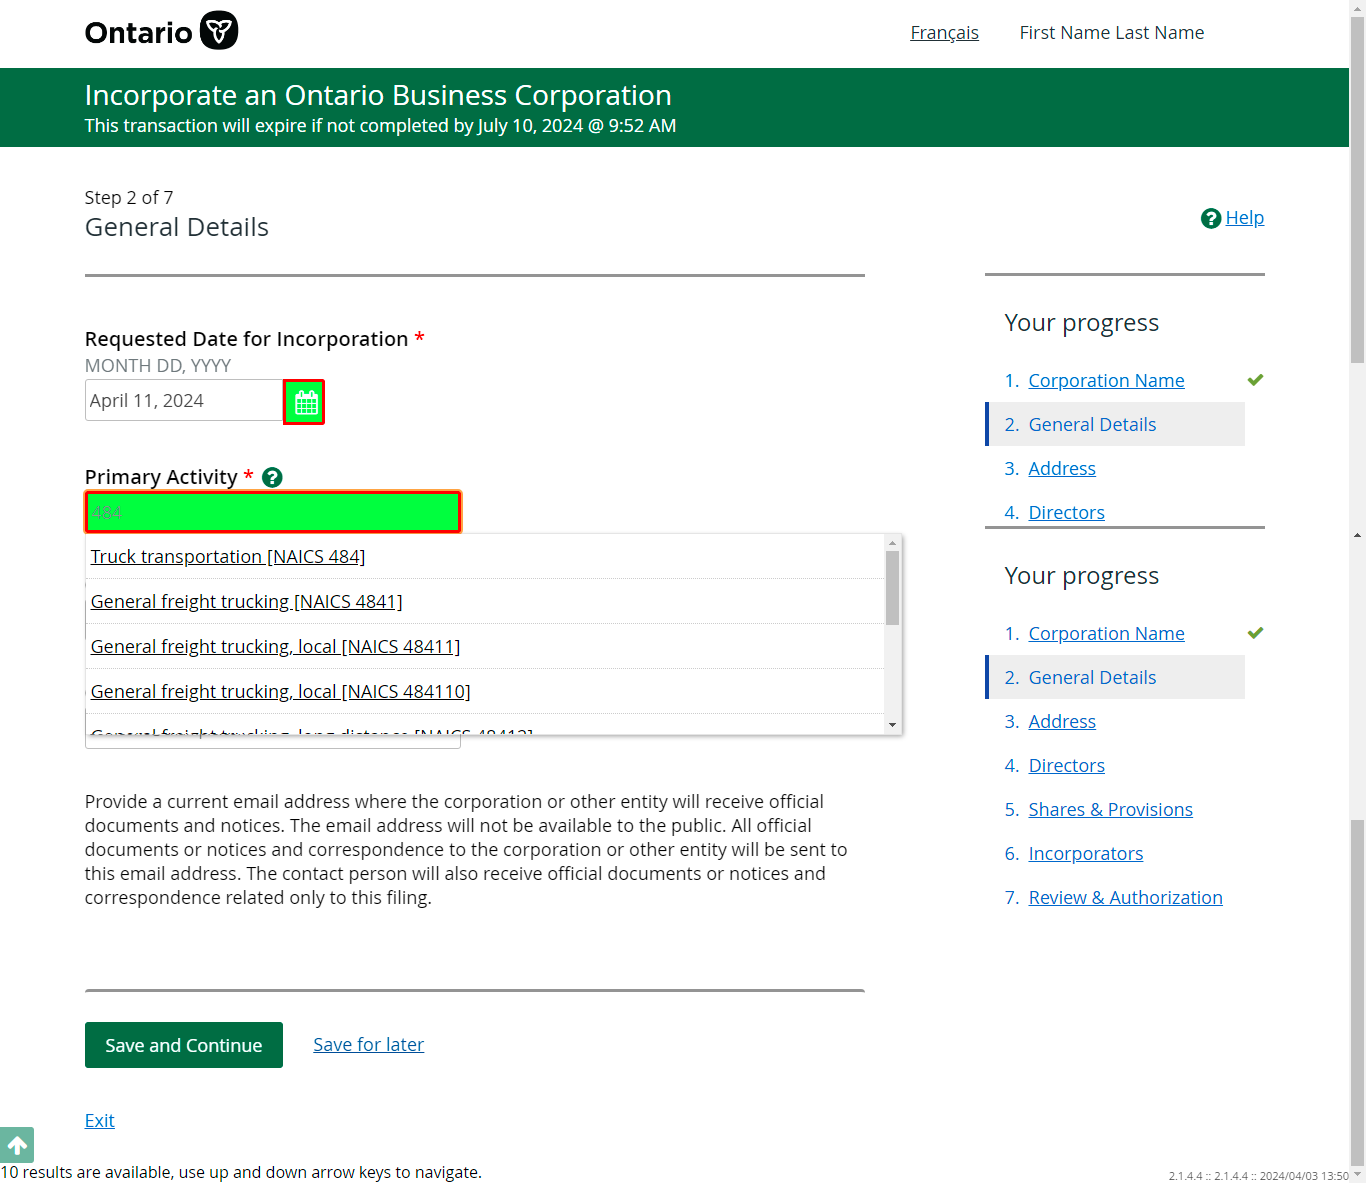 Ontario
Français
First Name Last Name
Incorporate an Ontario Business Corporation
This transaction will expire if not completed by July 10, 2024 @ 9:52 AM
Step 2 of 7
General Details
Help
Requested Date for Incorporation *
MONTH DD, YYYY
April 11, 2024
Primary Activity *
484
Truck transportation [NAICS 484]
General freight trucking [NAICS 4841]
General freight trucking, local [NAICS 48411]
General freight trucking, local [NAICS 484110]
General freight trucking, long distance [NAICS 48412]
Provide a current email address where the corporation or other entity will receive official
documents and notices. The email address will not be available to the public. All official
documents or notices and correspondence to the corporation or other entity will be sent to
this email address. The contact person will also receive official documents or notices and
correspondence related only to this filing.
Save and Continue
Save for later
Exit
10 results are available, use up and down arrow keys to navigate.
Your progress
1. Corporation Name
2. General Details
3. Address
4. Directors
Your progress
1. Corporation Name
2. General Details
3. Address
4. Directors
5. Shares & Provisions
6. Incorporators
7. Review & Authorization
2.1.4.4 :: 2.1.4.4 :: 2024/04/03 13:50